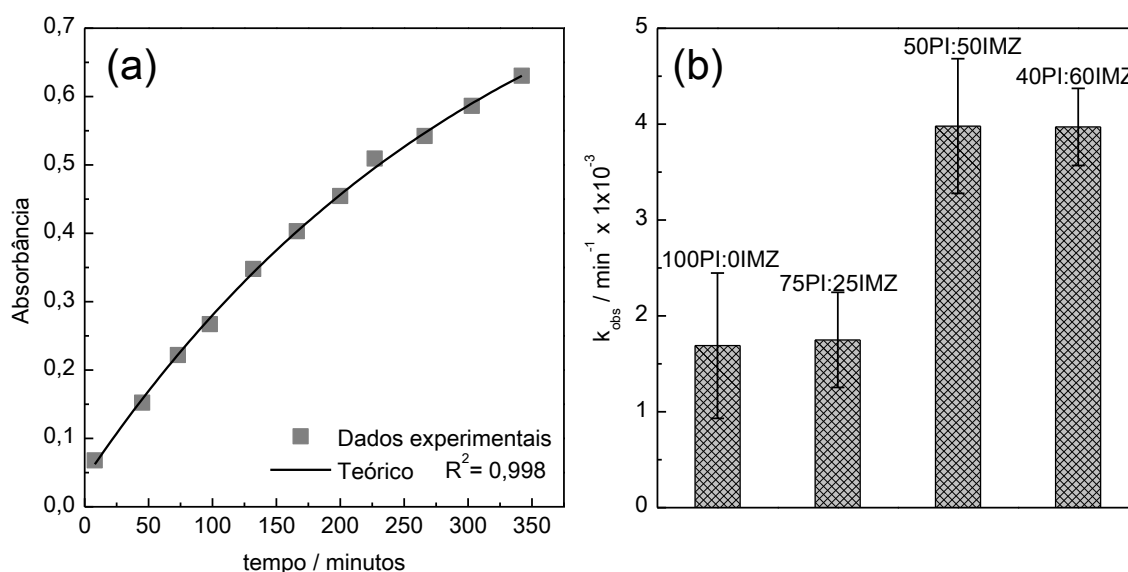 (a)
0,7
0,6
0,5
0,4
0,3
0,2
0,1
0,0
Absorbância
Dados experimentais
Teórico R²= 0,998
0 50 100 150 200 250 300 350
tempo / minutos
(b)
5
4
3
2
1
0
k_obs / min⁻¹ x 1x10⁻³
100PI:0IMZ
75PI:25IMZ
50PI:50IMZ
40PI:60IMZ